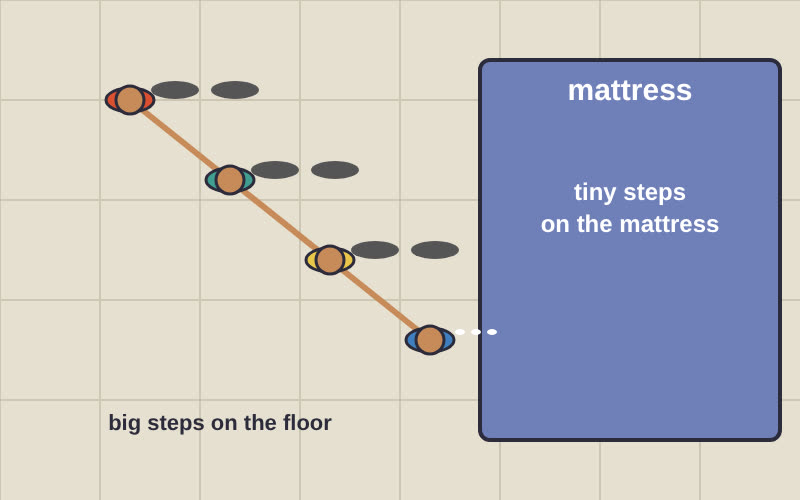 mattress
tiny steps
on the mattress
big steps on the floor